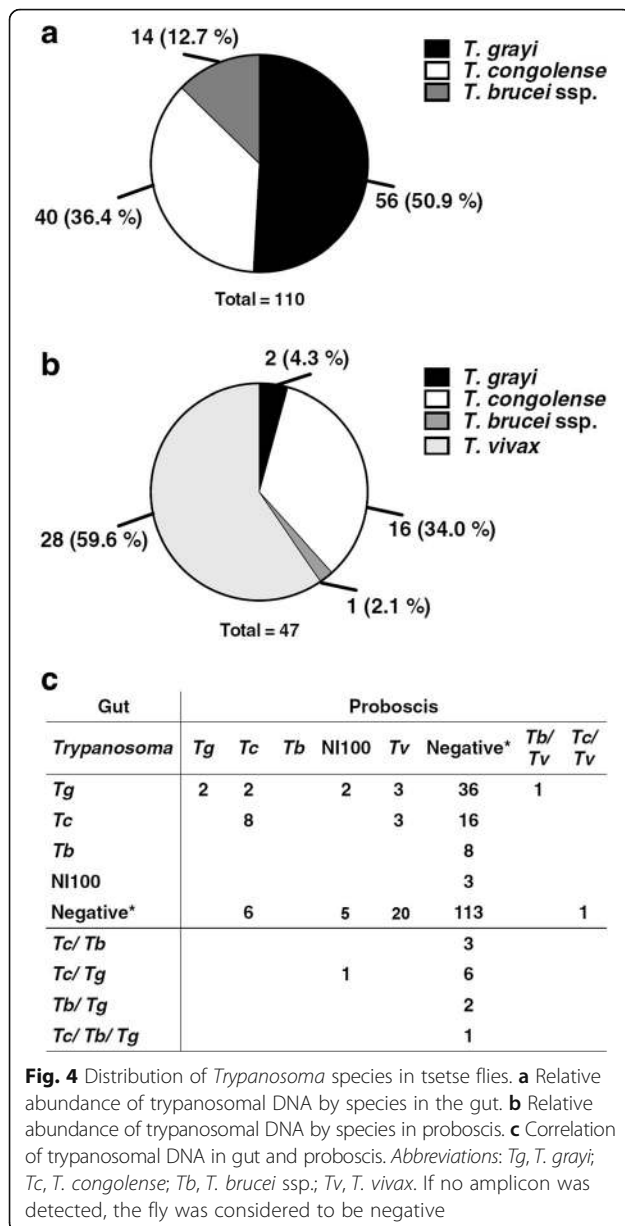 a
14 (12.7 %)
T. grayi
T. congolense
T. brucei ssp.
40 (36.4 %)
56 (50.9 %)
Total = 110
b
2 (4.3 %)
T. grayi
T. congolense
T. brucei ssp.
T. vivax
28 (59.6 %)
16 (34.0 %)
1 (2.1 %)
Total = 47
c
Gut Proboscis
Trypanosoma Tg Tc Tb NI100 Tv Negative* Tb/ Tv Tc/ Tv
Tg 2 2 2 3 36 1
Tc 8 3 16
Tb 8
NI100 3
Negative* 6 5 20 113 1
Tc/ Tb 3
Tc/ Tg 1 6
Tb/ Tg 2
Tc/ Tb/ Tg 1
Fig. 4 Distribution of Trypanosoma species in tsetse flies. a Relative
abundance of trypanosomal DNA by species in the gut. b Relative
abundance of trypanosomal DNA by species in proboscis. c Correlation
of trypanosomal DNA in gut and proboscis. Abbreviations: Tg, T. grayi;
Tc, T. congolense; Tb, T. brucei ssp.; Tv, T. vivax. If no amplicon was
detected, the fly was considered to be negative